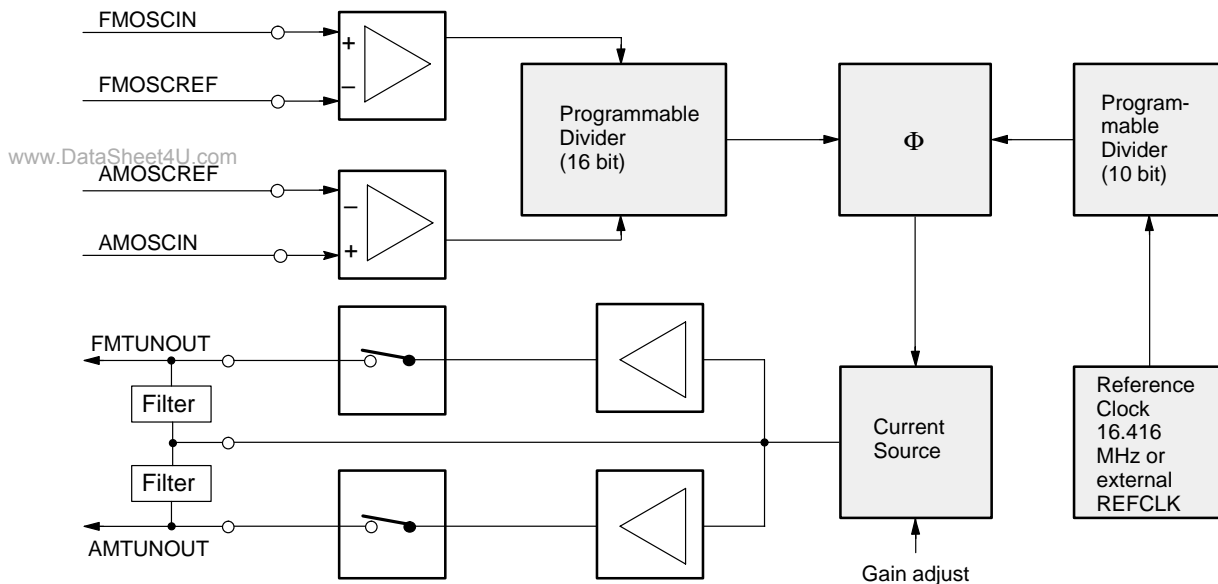 FMOSCIN
+
−
FMOSCREF
www.DataSheet4U.com
AMOSCREF
−
AMOSCIN
+
Programmable
Divider
(16 bit)
Φ
Program-
mable
Divider
(10 bit)
FMTUNOUT
Filter
Filter
AMTUNOUT
Current
Source
Reference
Clock
16.416
MHz or
external
REFCLK
Gain adjust